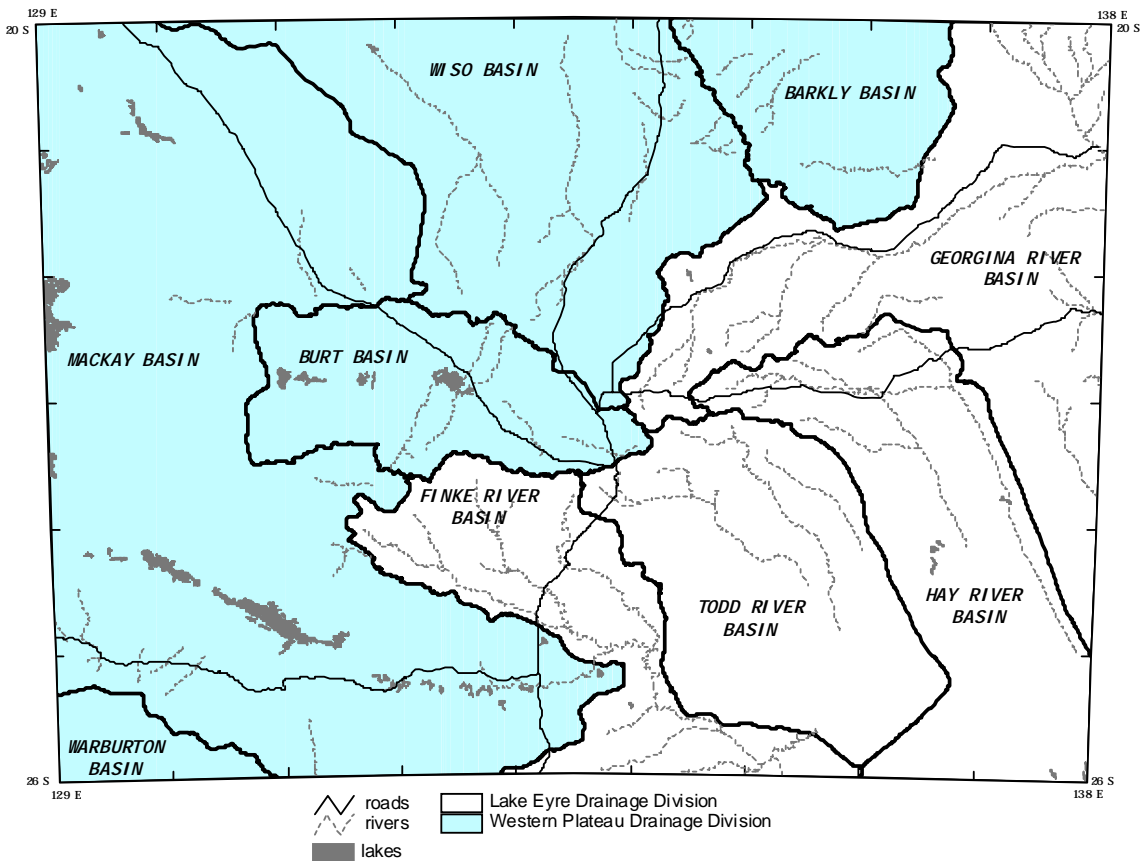 129 E
138 E
20 S
20 S
WISO BASIN
BARKLY BASIN
GEORGINA RIVER
BASIN
MACKAY BASIN
BURT BASIN
FINKE RIVER
BASIN
TODD RIVER
BASIN
HAY RIVER
BASIN
WARBURTON
BASIN
26 S
26 S
129 E
138 E
roads
rivers
lakes
Lake Eyre Drainage Division
Western Plateau Drainage Division